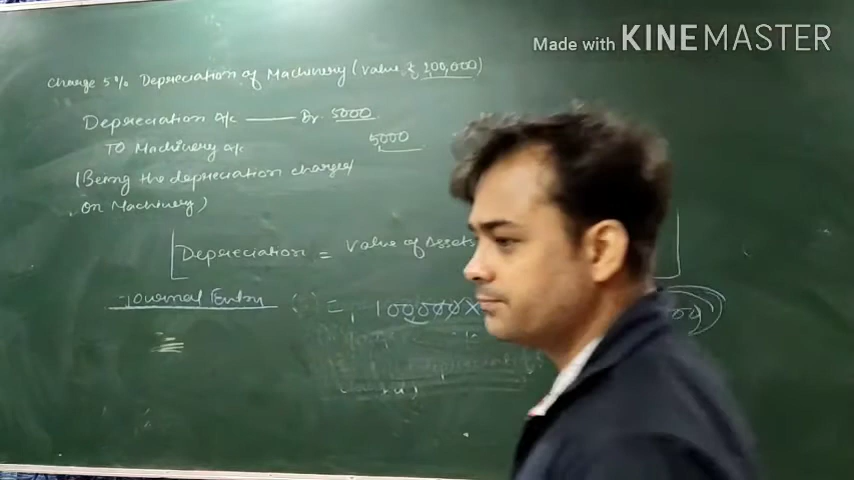 Made with KINEMASTER
Charge 5% Depreciation of Machinery (Value ₹ 100,000)
Depreciation A/c —— Dr. 5000
To Machinery A/c 5000
(Being the depreciation charged
on Machinery)
Depreciation = Value of Assets
Journal Entry = 100000 X